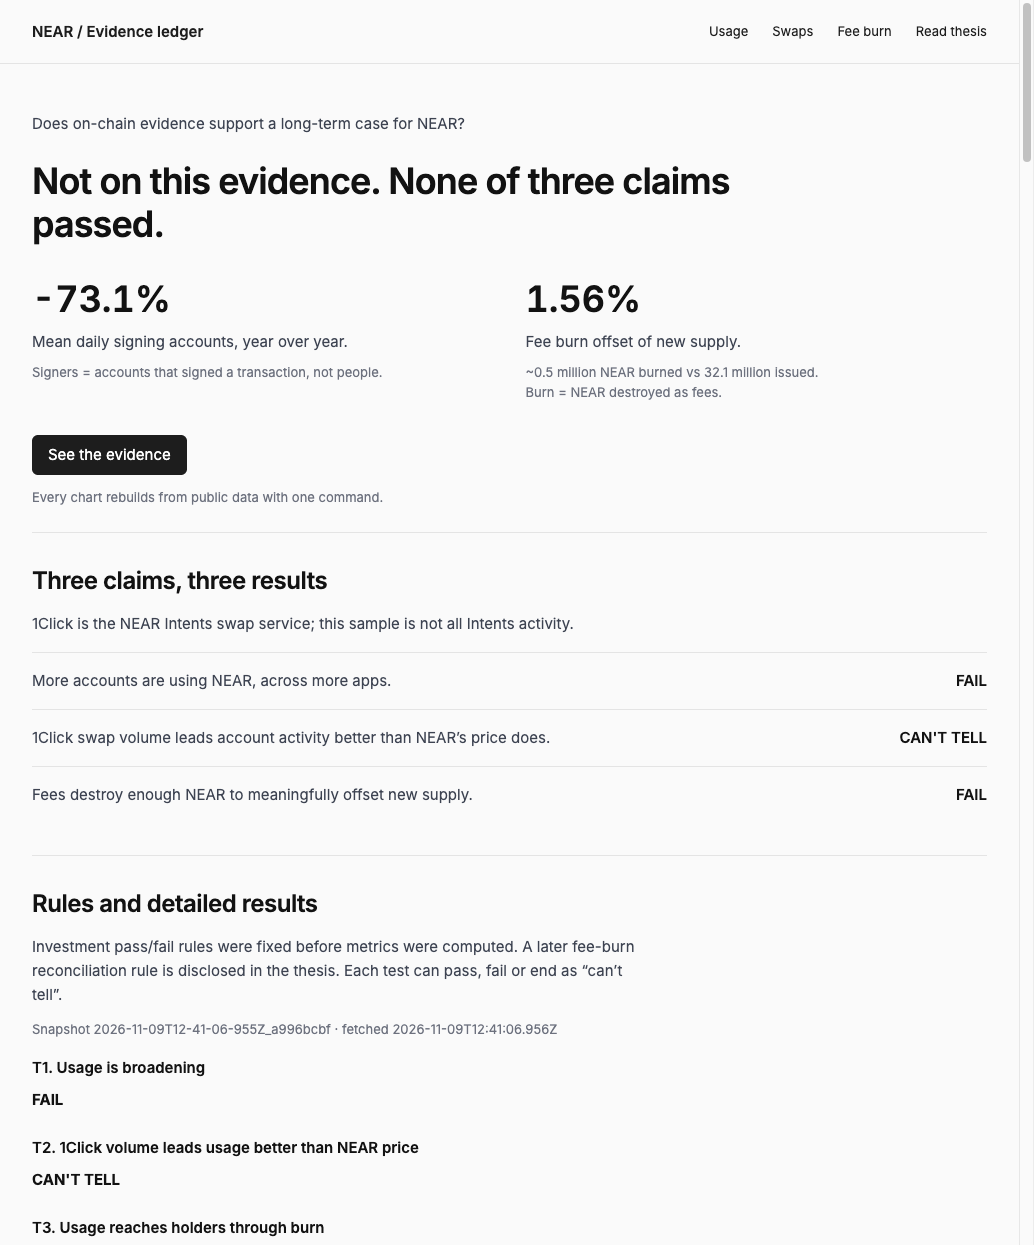 NEAR / Evidence ledger
Usage Swaps Fee burn Read thesis
Does on-chain evidence support a long-term case for NEAR?
Not on this evidence. None of three claims
passed.
-73.1%
Mean daily signing accounts, year over year.
Signers = accounts that signed a transaction, not people.
1.56%
Fee burn offset of new supply.
~0.5 million NEAR burned vs 32.1 million issued.
Burn = NEAR destroyed as fees.
See the evidence
Every chart rebuilds from public data with one command.
Three claims, three results
1Click is the NEAR Intents swap service; this sample is not all Intents activity.
More accounts are using NEAR, across more apps. FAIL
1Click swap volume leads account activity better than NEAR’s price does. CAN'T TELL
Fees destroy enough NEAR to meaningfully offset new supply. FAIL
Rules and detailed results
Investment pass/fail rules were fixed before metrics were computed. A later fee-burn
reconciliation rule is disclosed in the thesis. Each test can pass, fail or end as “can’t
tell”.
Snapshot 2026-11-09T12-41-06-955Z_a996bcbf · fetched 2026-11-09T12:41:06.956Z
T1. Usage is broadening
FAIL
T2. 1Click volume leads usage better than NEAR price
CAN'T TELL
T3. Usage reaches holders through burn